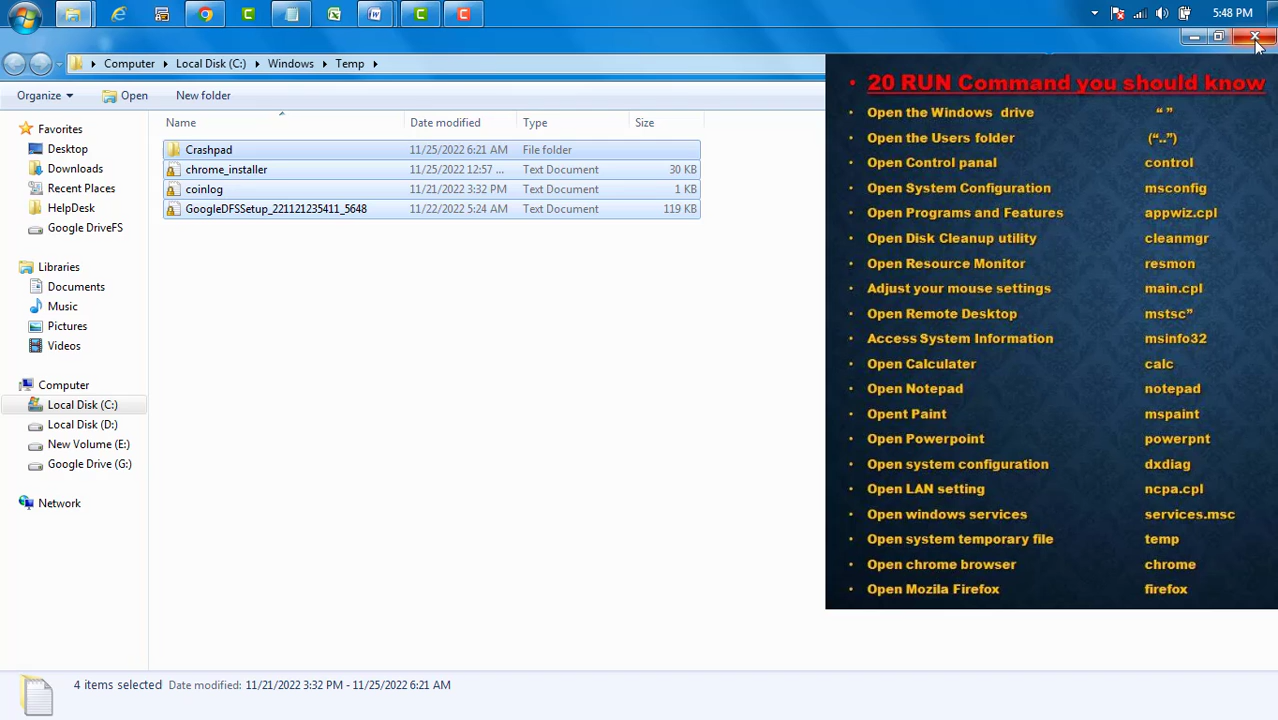 5:48 PM
Computer Local Disk (C:) Windows Temp
Organize Open New folder
Name Date modified Type Size
Favorites
Desktop
Downloads
Recent Places
HelpDesk
Google DriveFS
Libraries
Documents
Music
Pictures
Videos
Computer
Local Disk (C:)
Local Disk (D:)
New Volume (E:)
Google Drive (G:)
Network
Crashpad 11/25/2022 6:21 AM File folder
chrome_installer 11/25/2022 12:57 ... Text Document 30 KB
coinlog 11/21/2022 3:32 PM Text Document 1 KB
GoogleDFSSetup_221121235411_5648 11/22/2022 5:24 AM Text Document 119 KB
• 20 RUN Command you should know
• Open the Windows drive “ ”
• Open the Users folder (“..”)
• Open Control panal control
• Open System Configuration msconfig
• Open Programs and Features appwiz.cpl
• Open Disk Cleanup utility cleanmgr
• Open Resource Monitor resmon
• Adjust your mouse settings main.cpl
• Open Remote Desktop mstsc”
• Access System Information msinfo32
• Open Calculater calc
• Open Notepad notepad
• Opent Paint mspaint
• Open Powerpoint powerpnt
• Open system configuration dxdiag
• Open LAN setting ncpa.cpl
• Open windows services services.msc
• Open system temporary file temp
• Open chrome browser chrome
• Open Mozila Firefox firefox
4 items selected Date modified: 11/21/2022 3:32 PM - 11/25/2022 6:21 AM